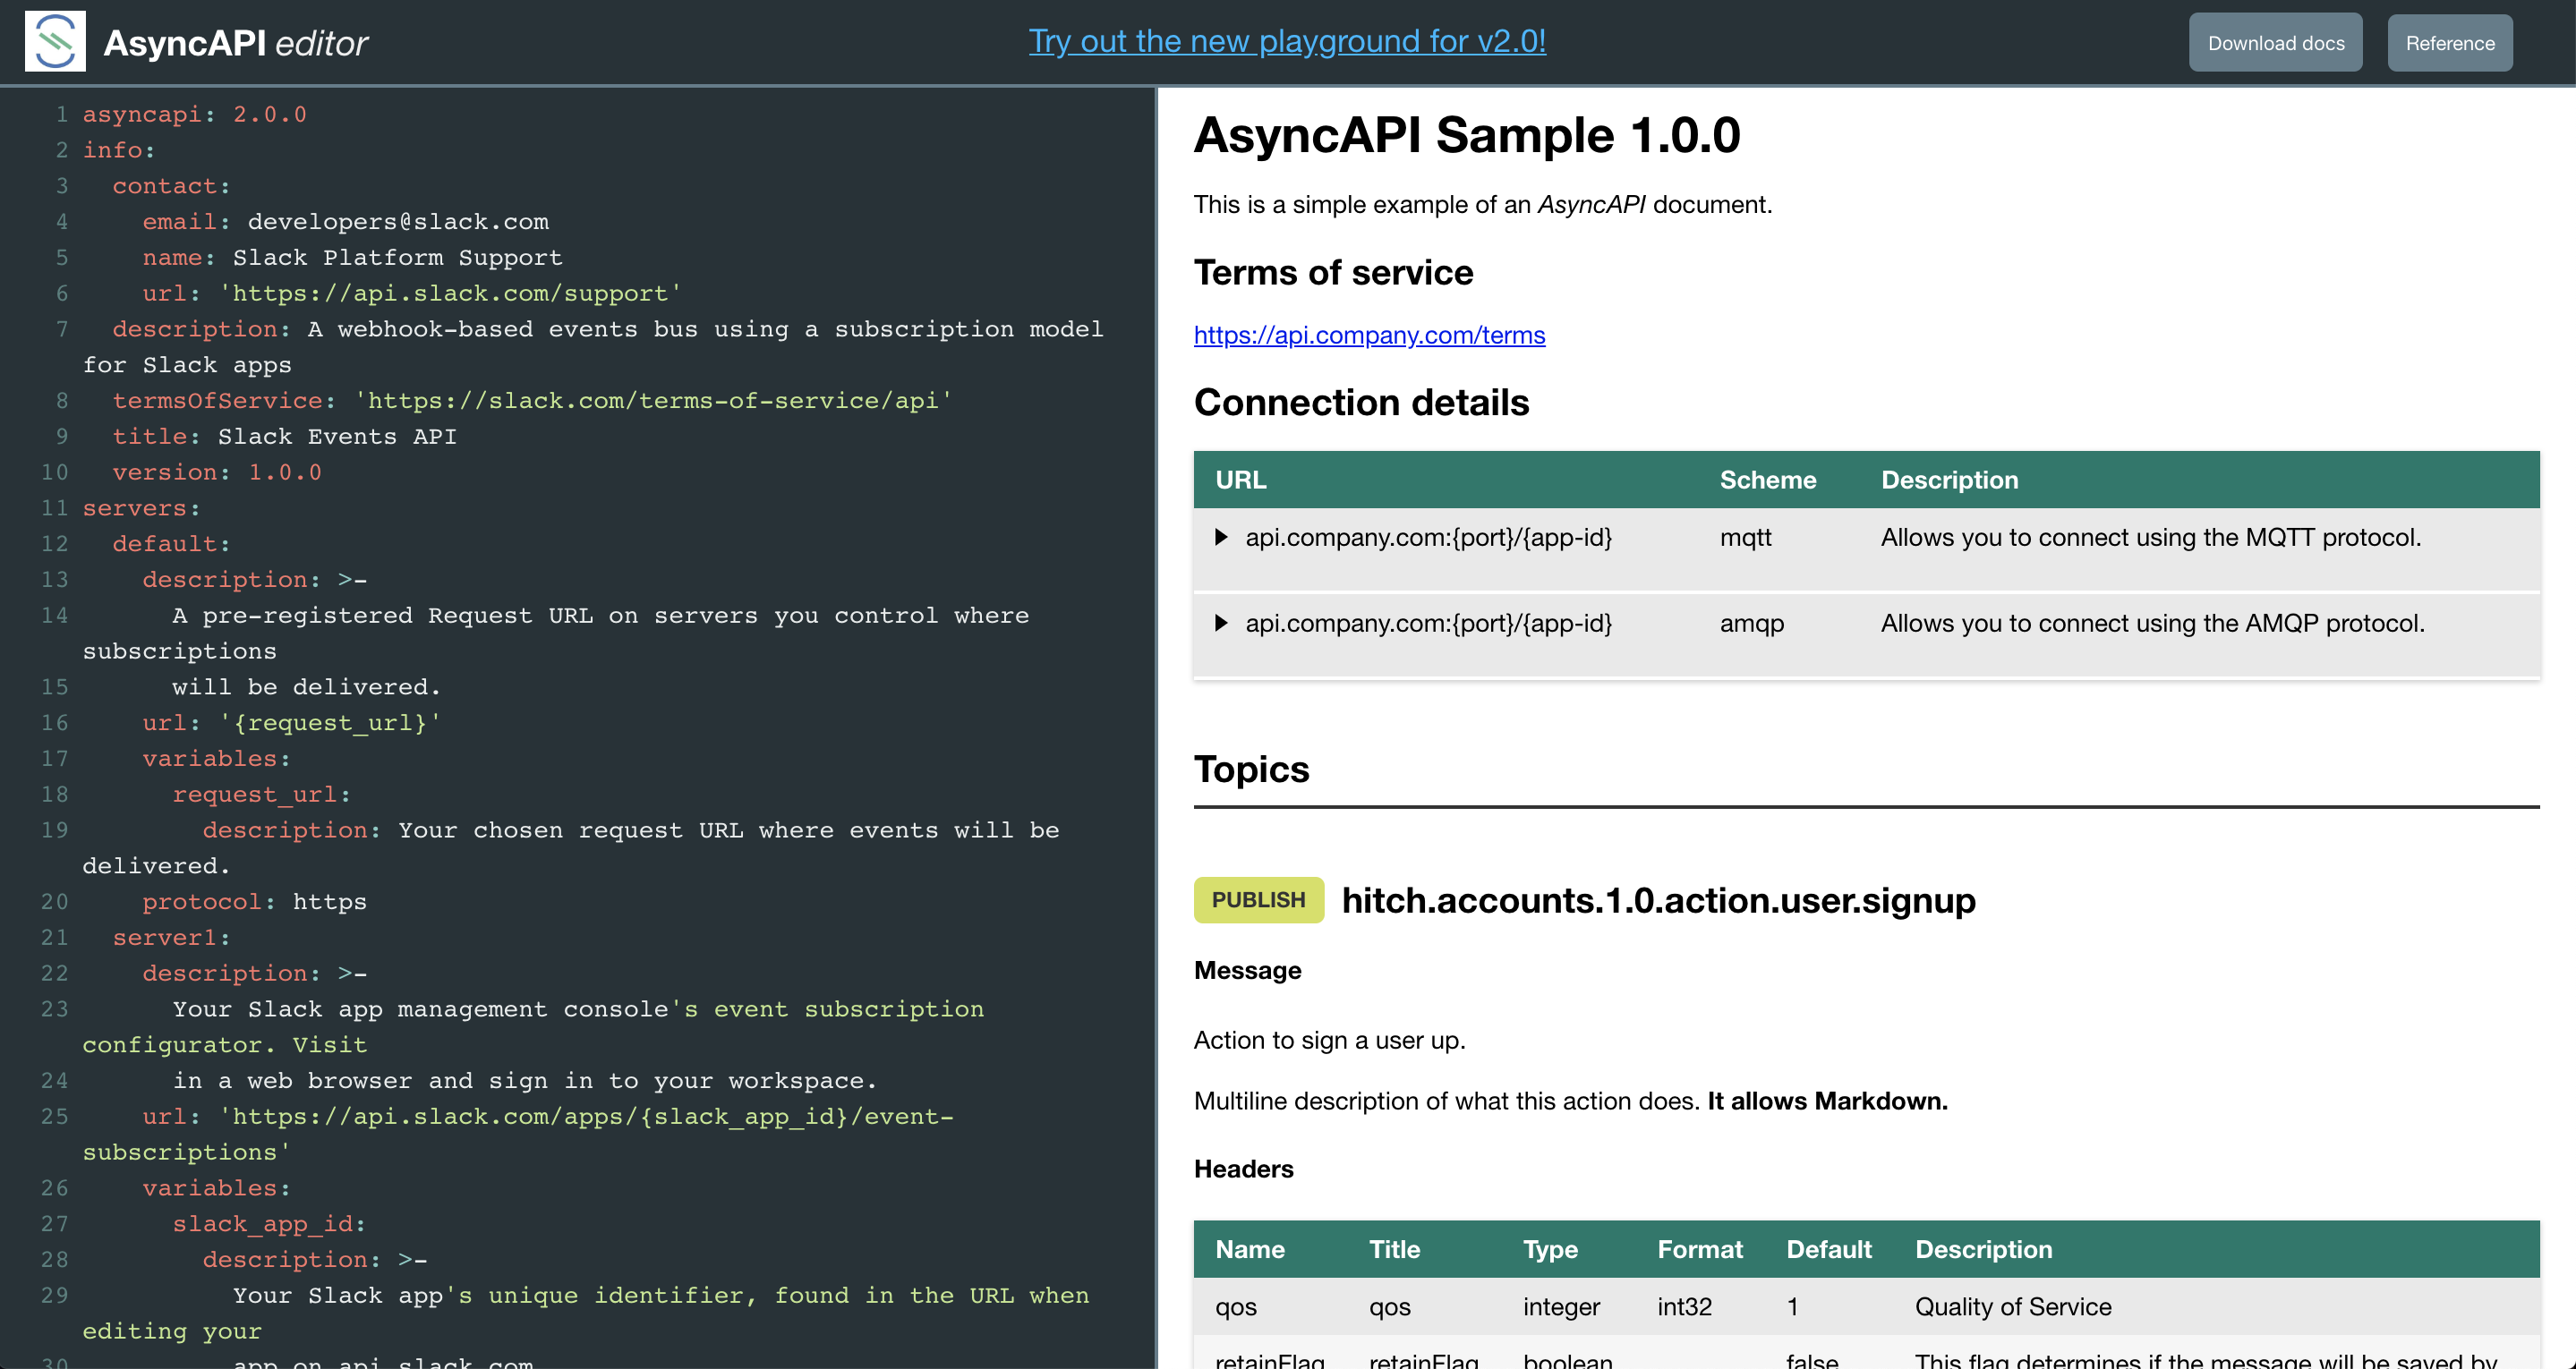 AsyncAPI editor
Try out the new playground for v2.0!
Download docs
Reference
1 asyncapi: 2.0.0
2 info:
3 contact:
4 email: developers@slack.com
5 name: Slack Platform Support
6 url: 'https://api.slack.com/support'
7 description: A webhook-based events bus using a subscription model
for Slack apps
8 termsOfService: 'https://slack.com/terms-of-service/api'
9 title: Slack Events API
10 version: 1.0.0
11 servers:
12 default:
13 description: >-
14 A pre-registered Request URL on servers you control where
subscriptions
15 will be delivered.
16 url: '{request_url}'
17 variables:
18 request_url:
19 description: Your chosen request URL where events will be
delivered.
20 protocol: https
21 server1:
22 description: >-
23 Your Slack app management console's event subscription
configurator. Visit
24 in a web browser and sign in to your workspace.
25 url: 'https://api.slack.com/apps/{slack_app_id}/event-
subscriptions'
26 variables:
27 slack_app_id:
28 description: >-
29 Your Slack app's unique identifier, found in the URL when
editing your
30 app on api.slack.com
AsyncAPI Sample 1.0.0
This is a simple example of an AsyncAPI document.
Terms of service
https://api.company.com/terms
Connection details
URL Scheme Description
api.company.com:{port}/{app-id} mqtt Allows you to connect using the MQTT protocol.
api.company.com:{port}/{app-id} amqp Allows you to connect using the AMQP protocol.
Topics
PUBLISH hitch.accounts.1.0.action.user.signup
Message
Action to sign a user up.
Multiline description of what this action does. It allows Markdown.
Headers
Name Title Type Format Default Description
qos qos integer int32 1 Quality of Service
retainFlag retainFlag boolean false This flag determines if the message will be saved by